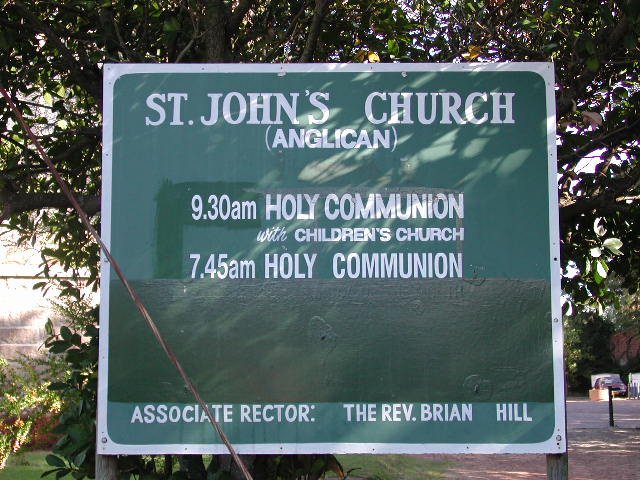 ST. JOHN'S CHURCH
(ANGLICAN)
9.30am HOLY COMMUNION
with CHILDREN'S CHURCH
7.45am HOLY COMMUNION
ASSOCIATE RECTOR: THE REV. BRIAN HILL